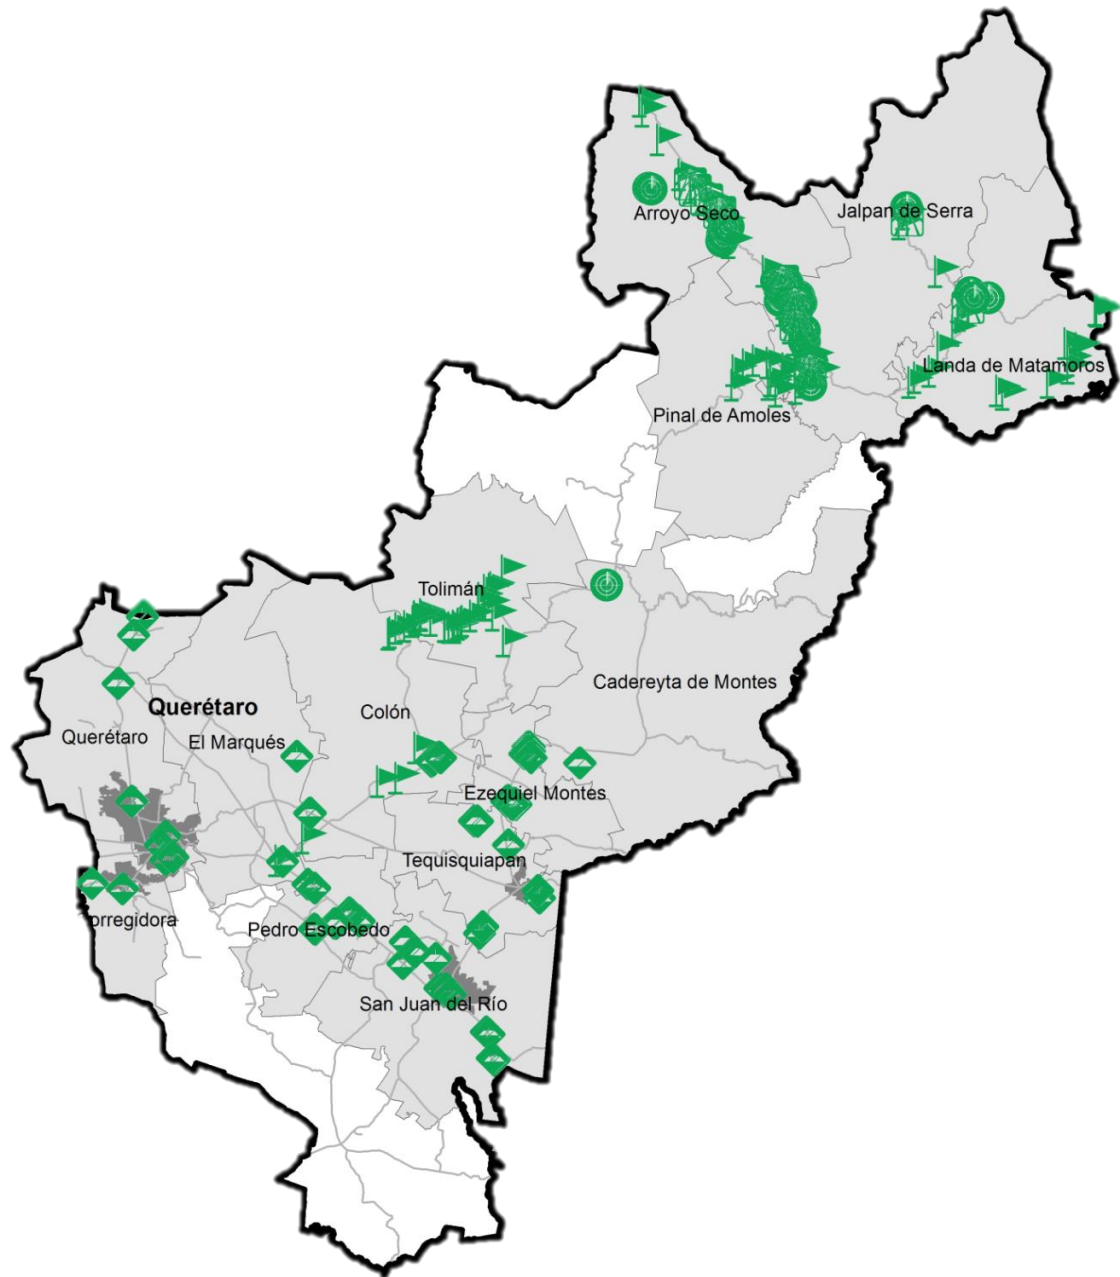 Arroyo Seco
Jalpan de Serra
Landa de Matamoros
Pinal de Amoles
Tolimán
Cadereyta de Montes
Querétaro
Colón
Querétaro
El Marqués
Ezequiel Montes
Tequisquiapan
orregidora
Pedro Escobedo
San Juan del Río